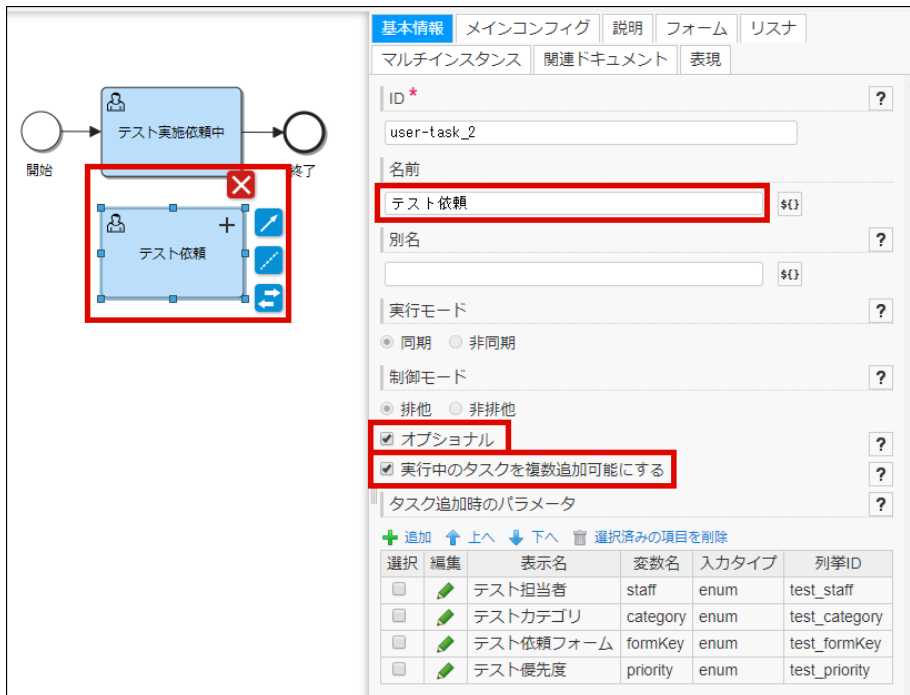 テスト実施依頼中
開始
終了
テスト依頼
基本情報 メインコンフィグ 説明 フォーム リスナ
マルチインスタンス 関連ドキュメント 表現
ID * ?
user-task_2
名前
テスト依頼 ${}
別名 ?
${}
実行モード ?
同期 非同期
制御モード ?
排他 非排他
オプショナル ?
実行中のタスクを複数追加可能にする ?
タスク追加時のパラメータ ?
追加 上へ 下へ 選択済みの項目を削除
選択 編集 表示名 変数名 入力タイプ 列挙ID
テスト担当者 staff enum test_staff
テストカテゴリ category enum test_category
テスト依頼フォーム formKey enum test_formKey
テスト優先度 priority enum test_priority